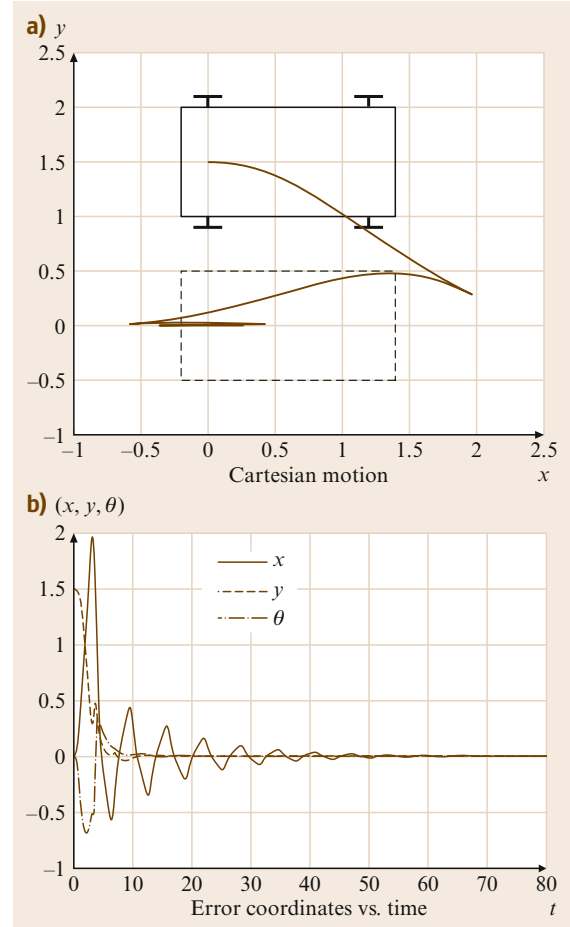 a) y
2.5
2
1.5
1
0.5
0
–0.5
–1
–1 –0.5 0 0.5 1 1.5 2 2.5
Cartesian motion x
b) (x, y, θ)
2
1.5
1
0.5
0
–0.5
–1
x
y
θ
0 10 20 30 40 50 60 70 80
Error coordinates vs. time t